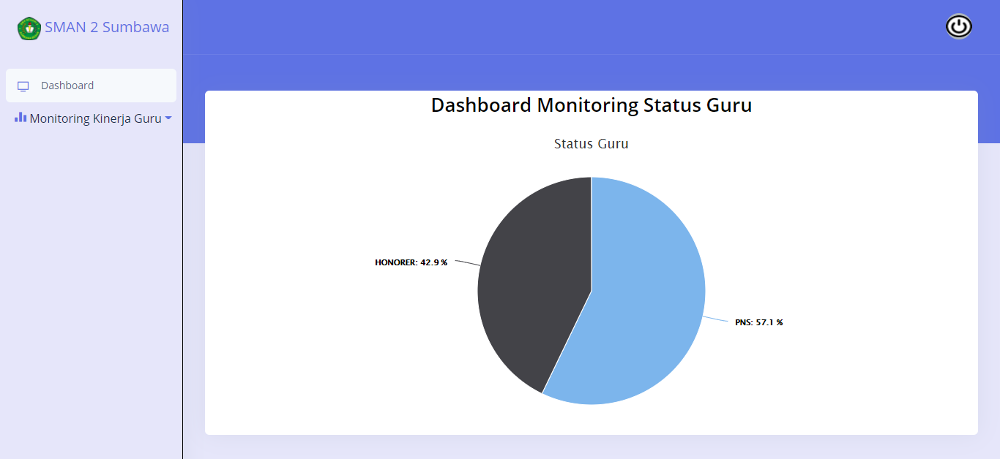 SMAN 2 Sumbawa
Dashboard
Monitoring Kinerja Guru
Dashboard Monitoring Status Guru
Status Guru
HONORER: 42.9 %
PNS: 57.1 %